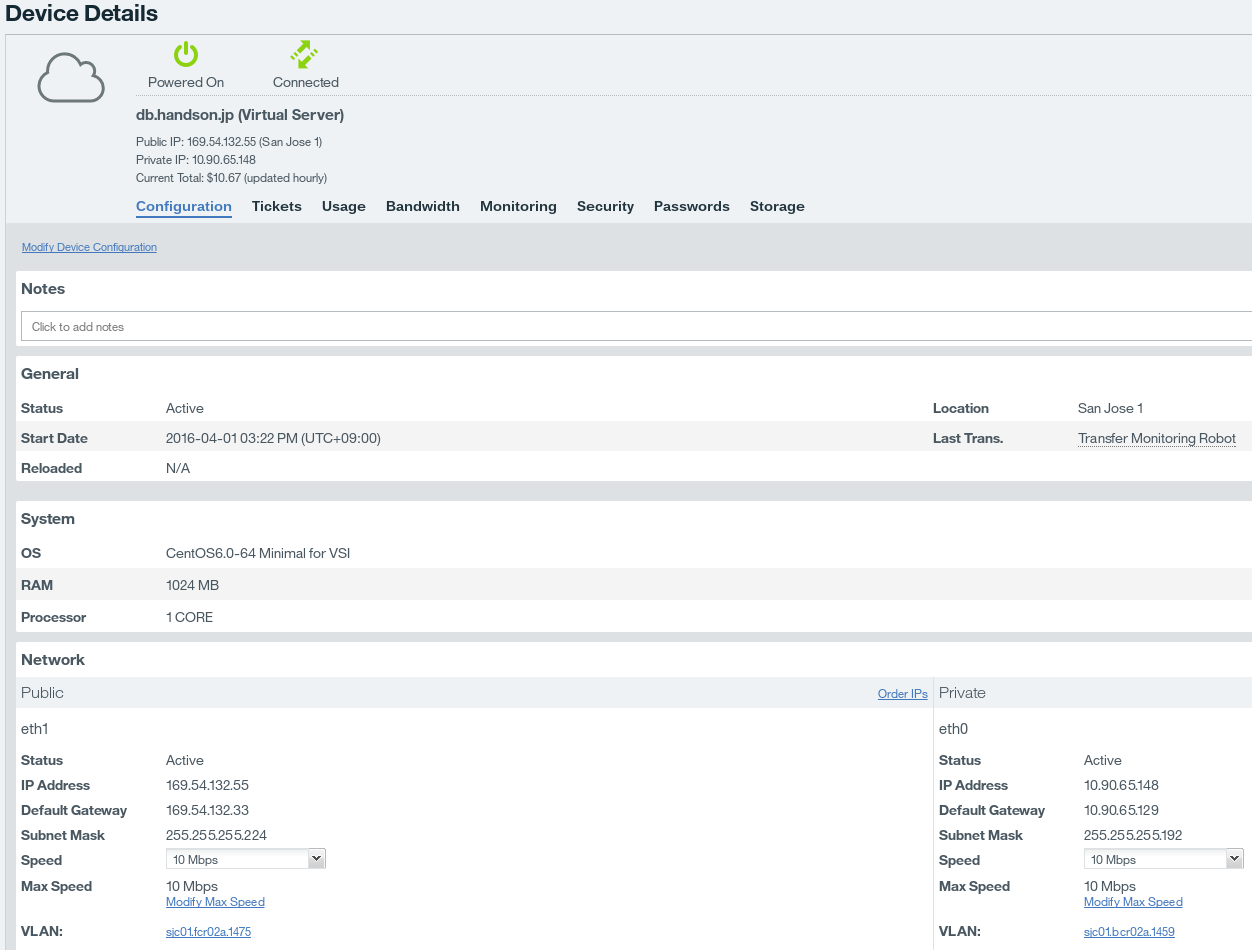 Device Details
Powered On Connected
db.handson.jp (Virtual Server)
Public IP: 169.54.132.55 (San Jose 1)
Private IP: 10.90.65.148
Current Total: $10.67 (updated hourly)
Configuration Tickets Usage Bandwidth Monitoring Security Passwords Storage
Modify Device Configuration
Notes
Click to add notes
General
Status Active Location San Jose 1
Start Date 2016-04-01 03:22 PM (UTC+09:00) Last Trans. Transfer Monitoring Robot
Reloaded N/A
System
OS CentOS6.0-64 Minimal for VSI
RAM 1024 MB
Processor 1 CORE
Network
Public Order IPs Private
eth1 eth0
Status Active Status Active
IP Address 169.54.132.55 IP Address 10.90.65.148
Default Gateway 169.54.132.33 Default Gateway 10.90.65.129
Subnet Mask 255.255.255.224 Subnet Mask 255.255.255.192
Speed 10 Mbps Speed 10 Mbps
Max Speed 10 Mbps Max Speed 10 Mbps
Modify Max Speed Modify Max Speed
VLAN: sjc01.fcr02a.1475 VLAN: sjc01.bcr02a.1459